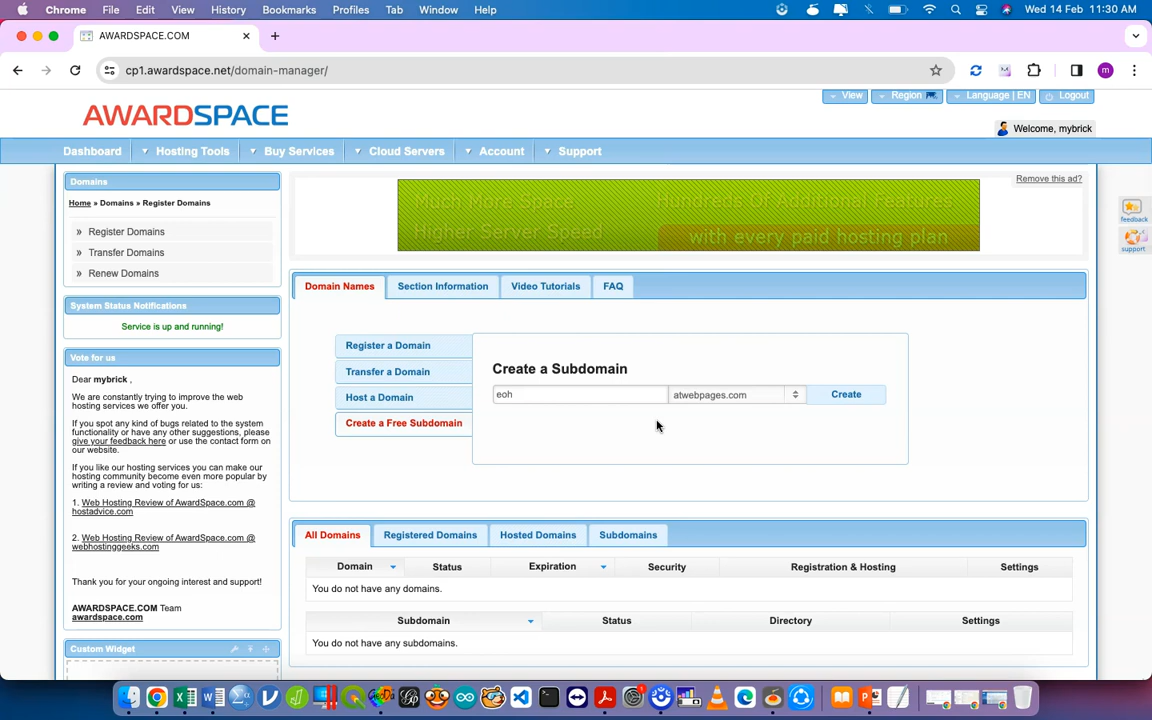 Chrome File Edit View History Bookmarks Profiles Tab Window Help Wed 14 Feb 11:30 AM
AWARDSPACE.COM
cp1.awardspace.net/domain-manager/
m
View Region Language | EN Logout
AWARDSPACE
Welcome, mybrick
Dashboard Hosting Tools Buy Services Cloud Servers Account Support
Domains
Home » Domains » Register Domains
» Register Domains
» Transfer Domains
» Renew Domains
System Status Notifications
Service is up and running!
Vote for us
Dear mybrick ,
We are constantly trying to improve the web
hosting services we offer you.
If you spot any kind of bugs related to the system
functionality or have any other suggestions, please
give your feedback here or use the contact form on
our website.
If you like our hosting services you can make our
hosting community become even more popular by
writing a review and voting for us:
1. Web Hosting Review of AwardSpace.com @
hostadvice.com
2. Web Hosting Review of AwardSpace.com @
webhostinggeeks.com
Thank you for your ongoing interest and support!
AWARDSPACE.COM Team
awardspace.com
Custom Widget
Remove this ad?
Much More Space Hundreds Of Additional Features
Higher Server Speed with every paid hosting plan
feedback
support
Domain Names Section Information Video Tutorials FAQ
Register a Domain
Transfer a Domain
Host a Domain
Create a Free Subdomain
Create a Subdomain
eoh atwebpages.com Create
All Domains Registered Domains Hosted Domains Subdomains
Domain Status Expiration Security Registration & Hosting Settings
You do not have any domains.
Subdomain Status Directory Settings
You do not have any subdomains.